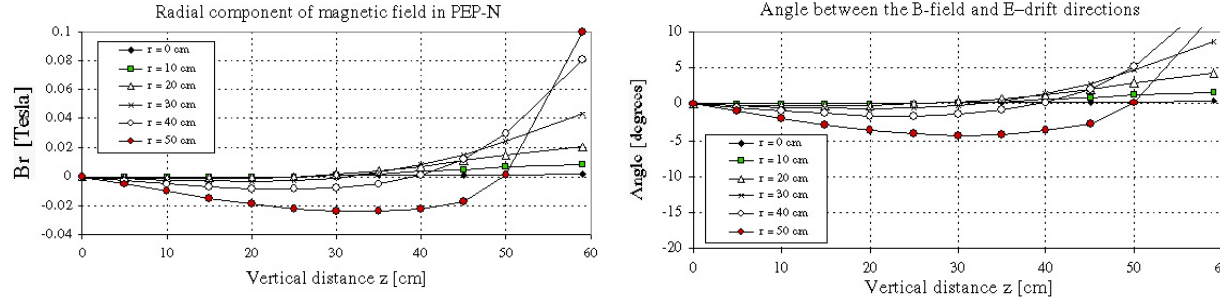 Radial component of magnetic field in PEP-N
Br [Tesla]
0.1
0.08
0.06
0.04
0.02
0
-0.02
-0.04
r = 0 cm
r = 10 cm
r = 20 cm
r = 30 cm
r = 40 cm
r = 50 cm
0 10 20 30 40 50 60
Vertical distance z [cm]
Angle between the B-field and E-drift directions
Angle [degrees]
10
5
0
-5
-10
-15
-20
r = 0 cm
r = 10 cm
r = 20 cm
r = 30 cm
r = 40 cm
r = 50 cm
0 10 20 30 40 50 60
Vertical distance z [cm]